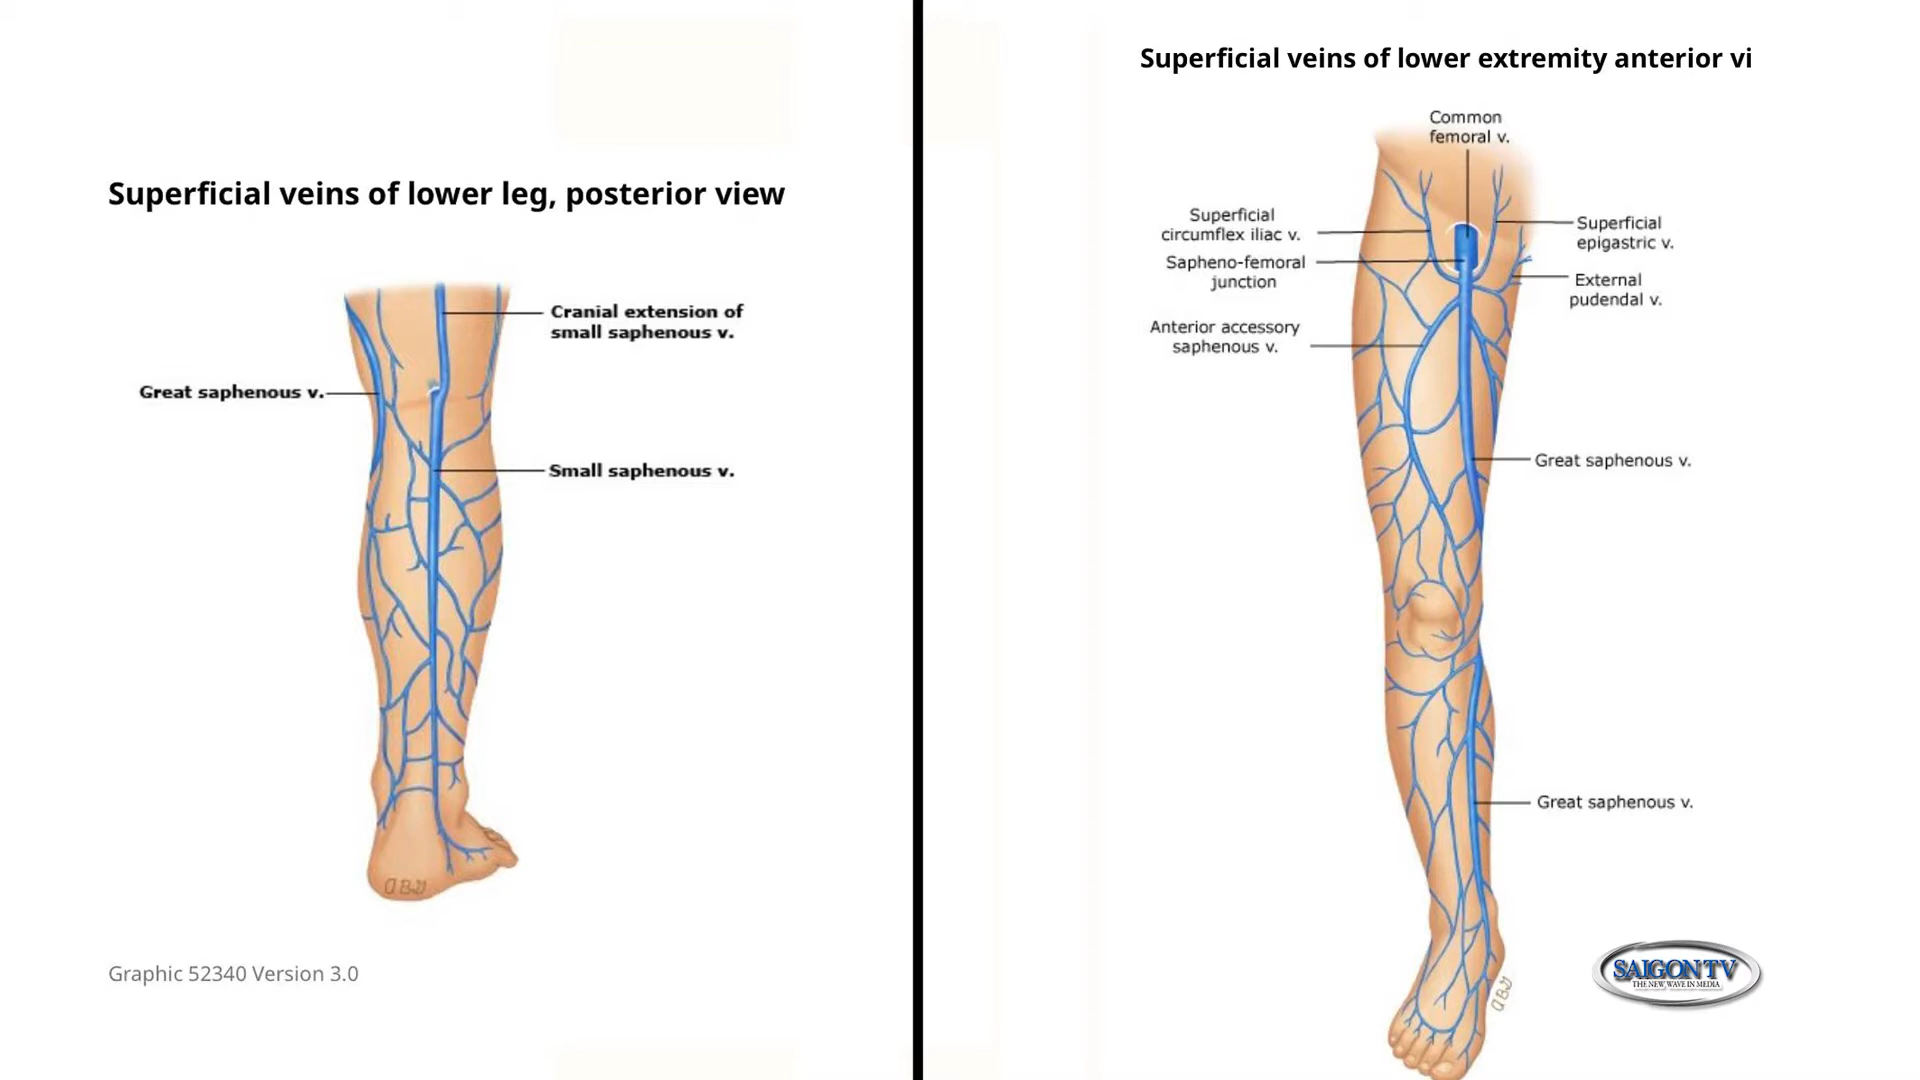 Superficial veins of lower leg, posterior view
Cranial extension of
small saphenous v.
Great saphenous v.
Small saphenous v.
Graphic 52340 Version 3.0
Superficial veins of lower extremity anterior vi
Common
femoral v.
Superficial
circumflex iliac v.
Superficial
epigastric v.
Sapheno-femoral
junction
External
pudendal v.
Anterior accessory
saphenous v.
Great saphenous v.
Great saphenous v.
SAIGON TV
THE NEW WAVE IN MEDIA